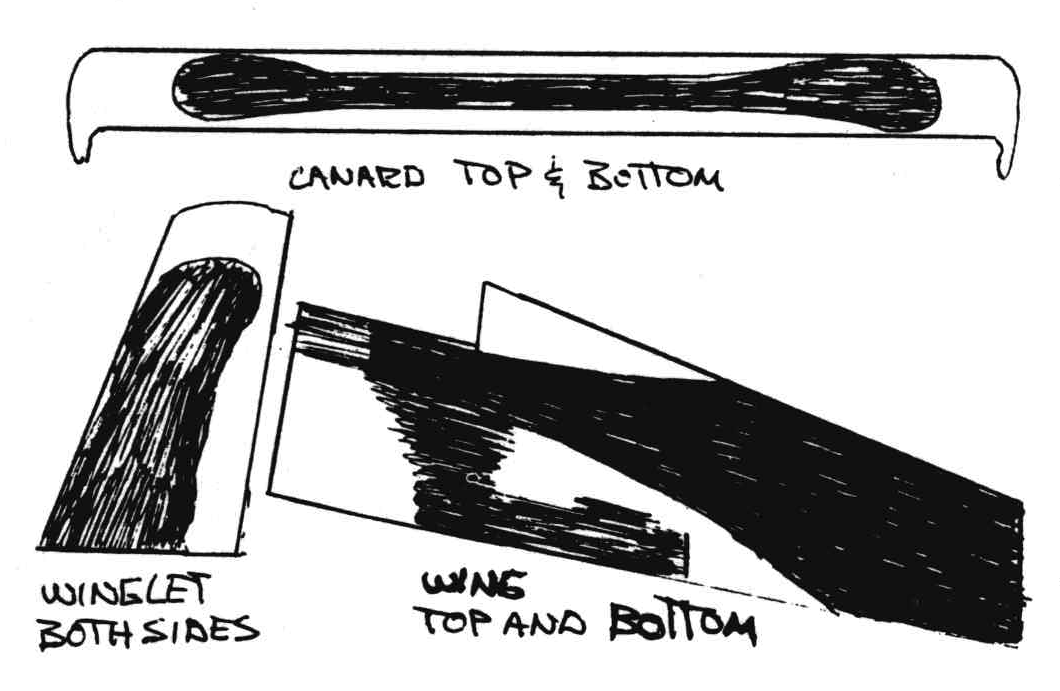 CANARD TOP & BOTTOM
WINGLET
BOTH SIDES
WING
TOP AND BOTTOM